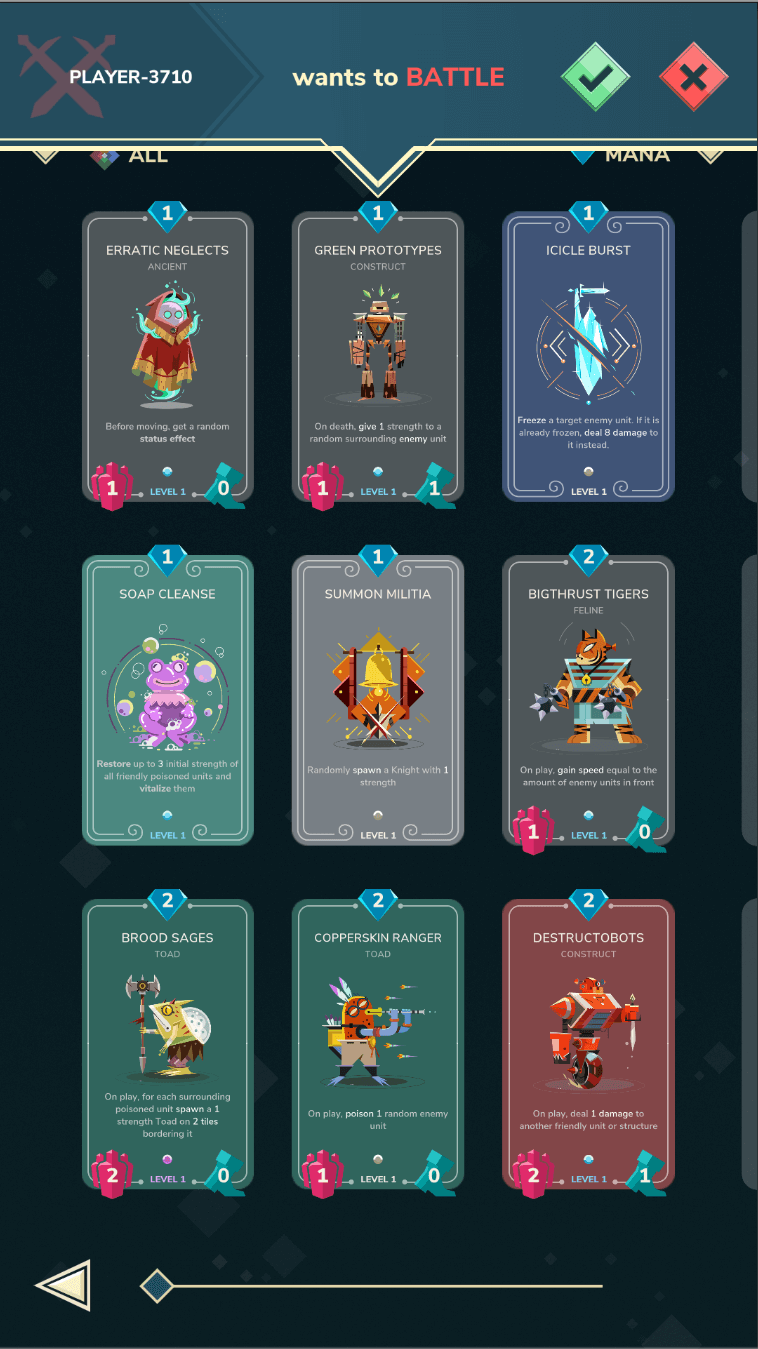 PLAYER-3710
wants to BATTLE
ALL
MANA
1
ERRATIC NEGLECTS
ANCIENT
Before moving, get a random
status effect
1
LEVEL 1
0
1
GREEN PROTOTYPES
CONSTRUCT
On death, give 1 strength to a
random surrounding enemy unit
1
LEVEL 1
1
1
ICICLE BURST
Freeze a target enemy unit. If it is
already frozen, deal 8 damage to
it instead.
LEVEL 1
1
SOAP CLEANSE
Restore up to 3 initial strength of
all friendly poisoned units and
vitalize them
LEVEL 1
1
SUMMON MILITIA
Randomly spawn a Knight with 1
strength
LEVEL 1
2
BIGTHRUST TIGERS
FELINE
On play, gain speed equal to the
amount of enemy units in front
1
LEVEL 1
0
2
BROOD SAGES
TOAD
On play, for each surrounding
poisoned unit spawn a 1
strength Toad on 2 tiles
bordering it
2
LEVEL 1
0
2
COPPERSKIN RANGER
TOAD
On play, poison 1 random enemy
unit
1
LEVEL 1
0
2
DESTRUCTOBOTS
CONSTRUCT
On play, deal 1 damage to
another friendly unit or structure
2
LEVEL 1
1